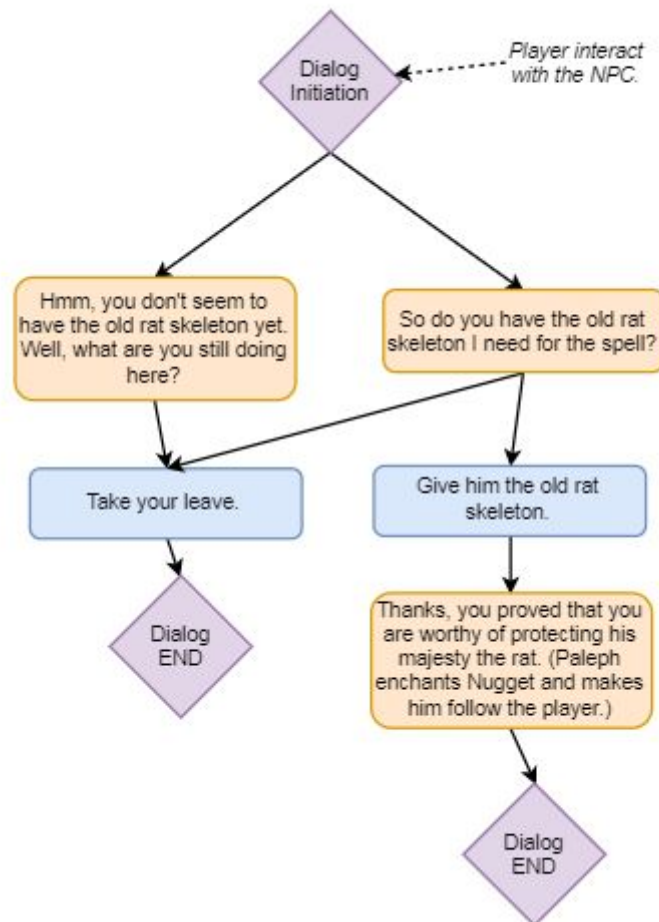 Dialog
Initiation
Player interact
with the NPC.
Hmm, you don't seem to
have the old rat skeleton yet.
Well, what are you still doing
here?
So do you have the old rat
skeleton I need for the spell?
Take your leave.
Give him the old rat
skeleton.
Dialog
END
Thanks, you proved that you
are worthy of protecting his
majesty the rat. (Paleph
enchants Nugget and makes
him follow the player.)
Dialog
END